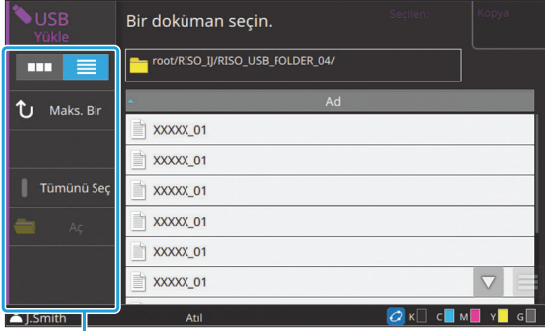 USB
Yükle
Bir doküman seçin.
Seçilen:
Kopya
root/RISO_IJ/RISO_USB_FOLDER_04/
Maks. Bir
Ad
XXXXX_01
XXXXX_01
XXXXX_01
Tümünü Seç
XXXXX_01
Aç
XXXXX_01
XXXXX_01
J.Smith
Atıl
K
C
M
Y
G